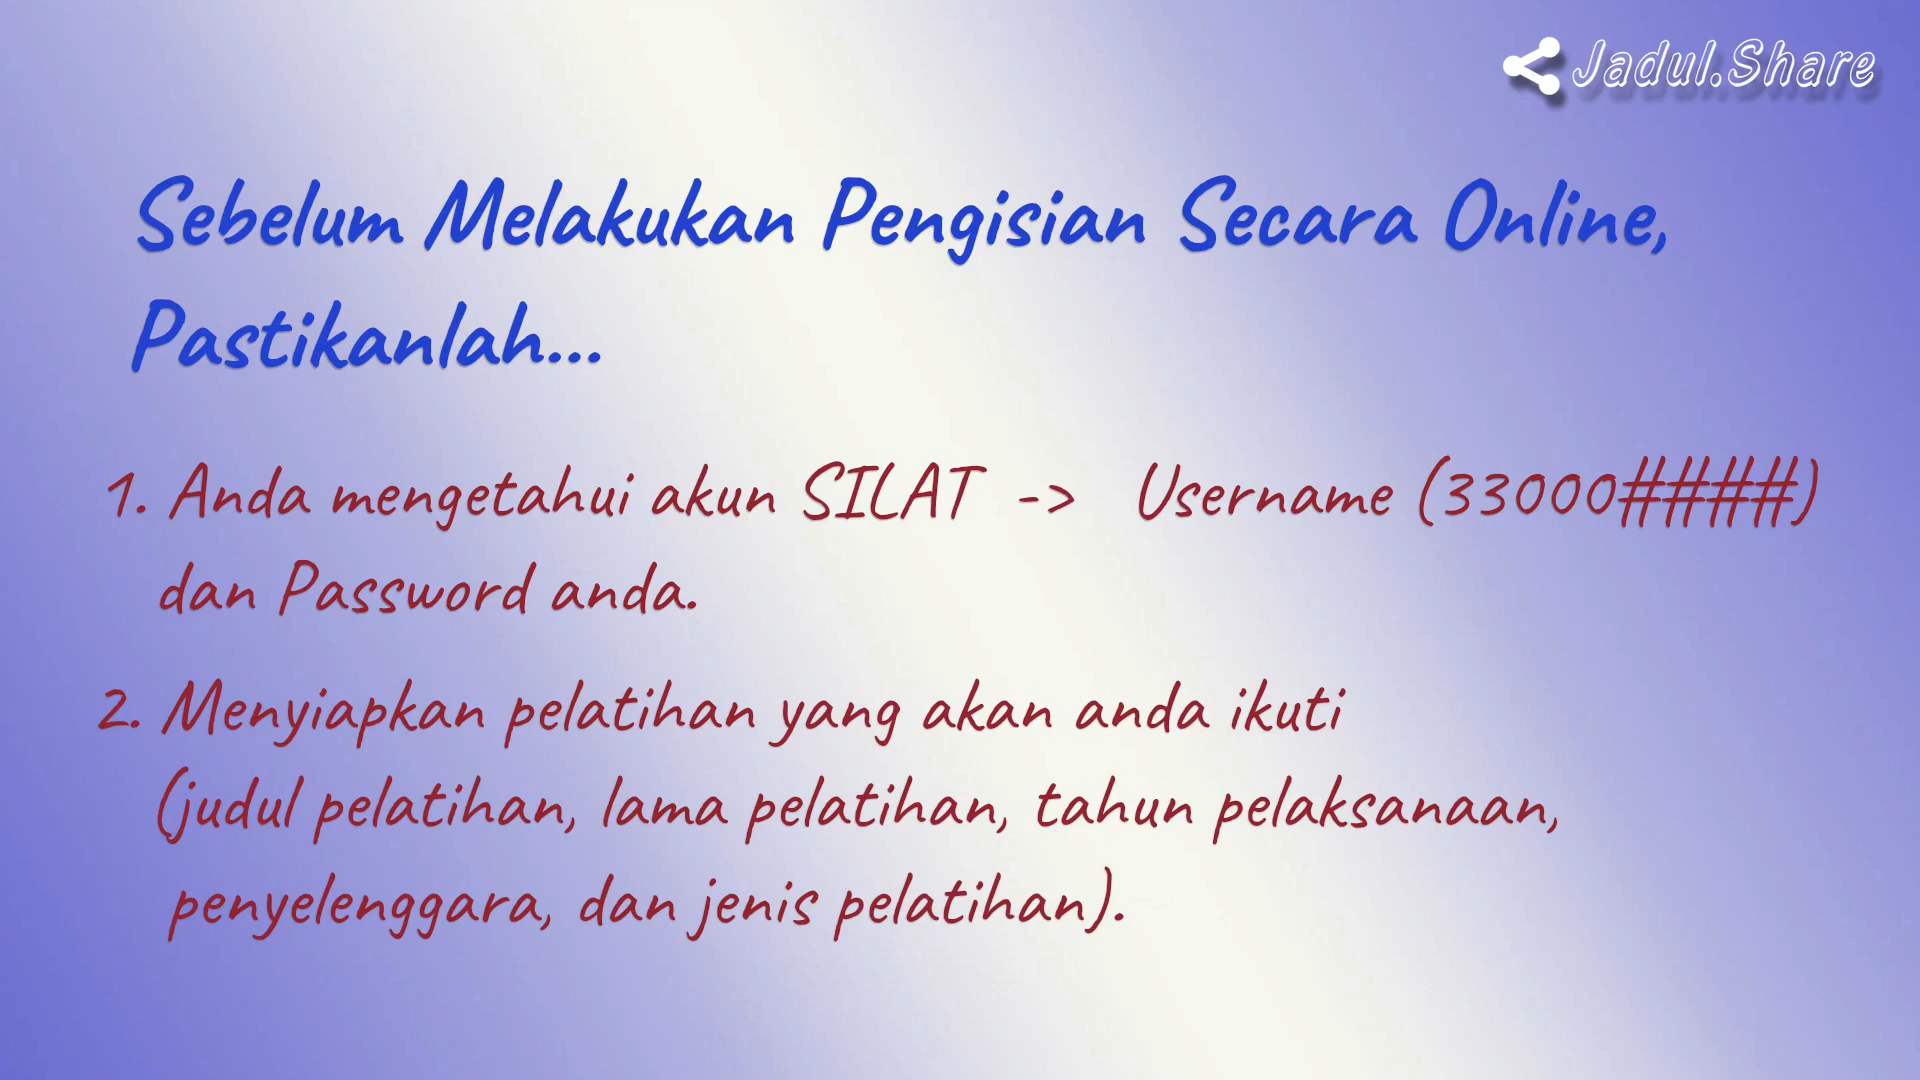 Jadul.Share
Sebelum Melakukan Pengisian Secara Online,
Pastikanlah...
1. Anda mengetahui akun SILAT -> Username (33000####)
dan Password anda.
2. Menyiapkan pelatihan yang akan anda ikuti
(judul pelatihan, lama pelatihan, tahun pelaksanaan,
penyelenggara, dan jenis pelatihan).